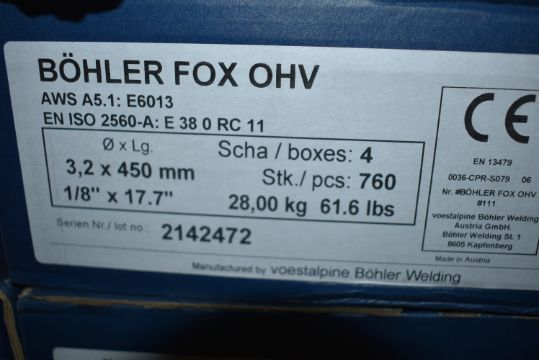 BÖHLER FOX OHV
AWS A5.1: E6013
EN ISO 2560-A: E 38 0 RC 11
Ø x Lg.
3,2 x 450 mm
1/8" x 17.7"
Scha / boxes: 4
Stk./ pcs: 760
28,00 kg 61.6 lbs
Serien Nr./ lot no.: 2142472
Manufactured by voestalpine Böhler Welding
CE
EN 13479
0036-CPR-S079 06
Nr. #BÖHLER FOX OHV
#111
voestalpine Böhler Welding
Austria GmbH.
Böhler Welding St. 1
8605 Kapfenberg
Made in Austria